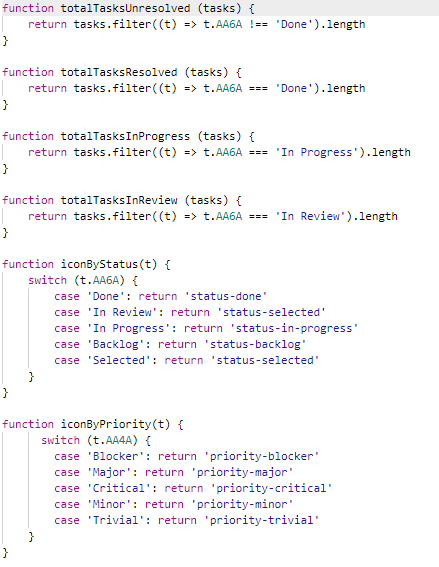 function totalTasksUnresolved (tasks) {
    return tasks.filter((t) => t.AA6A !== 'Done').length
}
function totalTasksResolved (tasks) {
    return tasks.filter((t) => t.AA6A === 'Done').length
}
function totalTasksInProgress (tasks) {
    return tasks.filter((t) => t.AA6A === 'In Progress').length
}
function totalTasksInReview (tasks) {
    return tasks.filter((t) => t.AA6A === 'In Review').length
}
function iconByStatus(t) {
    switch (t.AA6A) {
        case 'Done': return 'status-done'
        case 'In Review': return 'status-selected'
        case 'In Progress': return 'status-in-progress'
        case 'Backlog': return 'status-backlog'
        case 'Selected': return 'status-selected'
    }
}
function iconByPriority(t) {
      switch (t.AA4A) {
        case 'Blocker': return 'priority-blocker'
        case 'Major': return 'priority-major'
        case 'Critical': return 'priority-critical'
        case 'Minor': return 'priority-minor'
        case 'Trivial': return 'priority-trivial'
    }
}